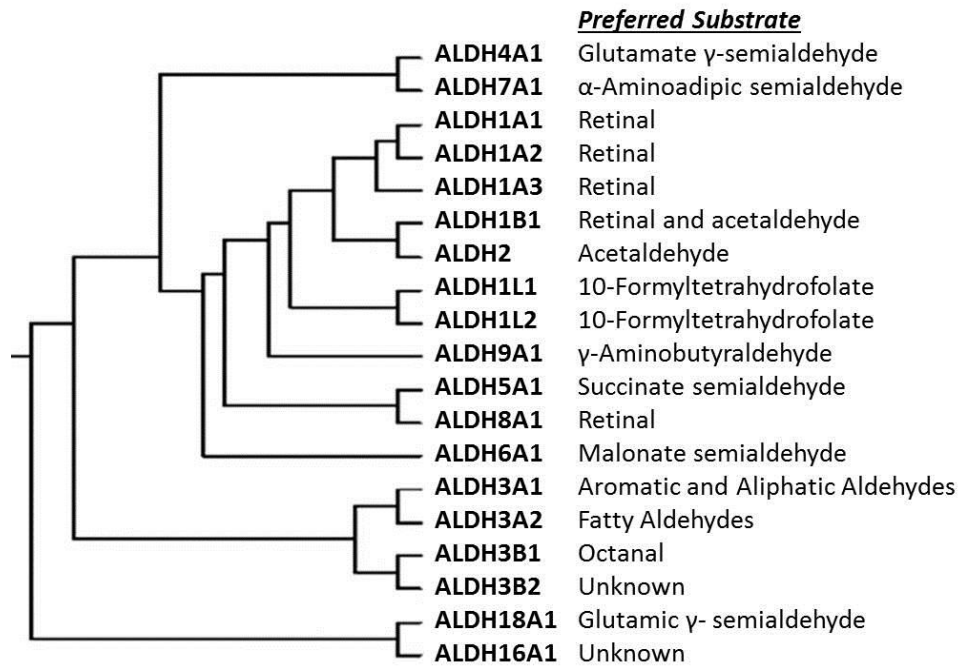 Preferred Substrate
ALDH4A1 Glutamate γ-semialdehyde
ALDH7A1 α-Aminoadipic semialdehyde
ALDH1A1 Retinal
ALDH1A2 Retinal
ALDH1A3 Retinal
ALDH1B1 Retinal and acetaldehyde
ALDH2 Acetaldehyde
ALDH1L1 10-Formyltetrahydrofolate
ALDH1L2 10-Formyltetrahydrofolate
ALDH9A1 γ-Aminobutyraldehyde
ALDH5A1 Succinate semialdehyde
ALDH8A1 Retinal
ALDH6A1 Malonate semialdehyde
ALDH3A1 Aromatic and Aliphatic Aldehydes
ALDH3A2 Fatty Aldehydes
ALDH3B1 Octanal
ALDH3B2 Unknown
ALDH18A1 Glutamic γ- semialdehyde
ALDH16A1 Unknown